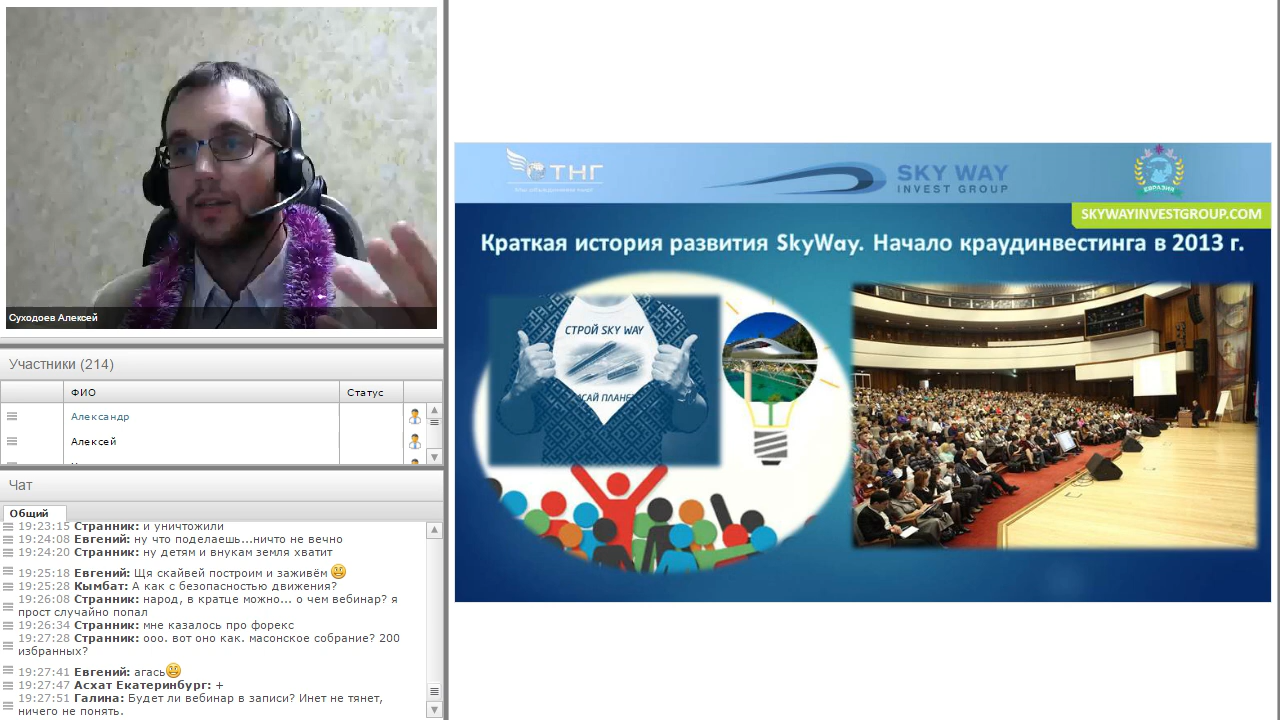 Суходоев Алексей
Участники (214)
ФИО
Статус
Александр
Алексей
Чат
Общий
19:23:15 Странник: и уничтожили
19:24:08 Евгений: ну что поделаешь...ничто не вечно
19:24:20 Странник: ну детям и внукам земля хватит
19:25:18 Евгений: Щя скайвей построим и заживём
19:25:28 Кымбат: А как с безопасностью движения?
19:26:08 Странник: народ, в кратце можно... о чем вебинар? я
прост случайно попал
19:26:34 Странник: мне казалось про форекс
19:27:28 Странник: ооо. вот оно как. масонское собрание? 200
избранных?
19:27:41 Евгений: агась
19:27:47 Асхат Екатеринбург: +
19:27:51 Галина: Будет ли вебинар в записи? Инет не тянет,
ничего не понять.
ТНГ
SKY WAY
INVEST GROUP
ЕВРАЗИЯ
SKYWAYINVESTGROUP.COM
Краткая история развития SkyWay. Начало краудинвестинга в 2013 г.
СТРОЙ SKY WAY